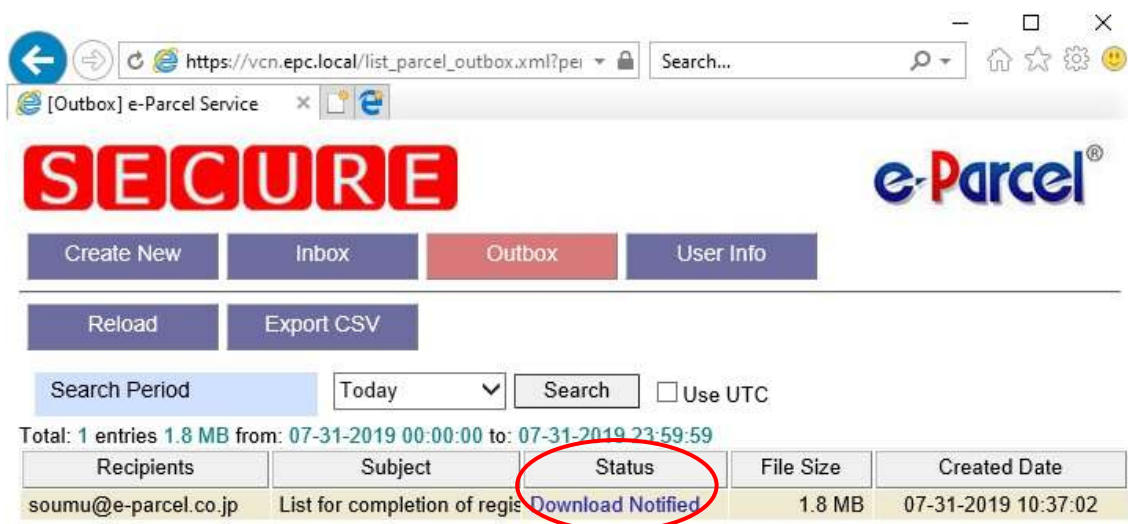 https://vcn.epc.local/list_parcel_outbox.xml?per Search...
[Outbox] e-Parcel Service
SECURE e-Parcel®
Create New Inbox Outbox User Info
Reload Export CSV
Search Period Today Search Use UTC
Total: 1 entries 1.8 MB from: 07-31-2019 00:00:00 to: 07-31-2019 23:59:59
Recipients Subject Status File Size Created Date
soumu@e-parcel.co.jp List for completion of regis Download Notified 1.8 MB 07-31-2019 10:37:02